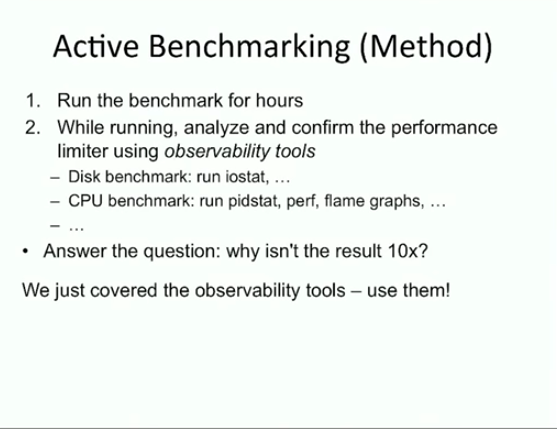 Active Benchmarking (Method)
1. Run the benchmark for hours
2. While running, analyze and confirm the performance
limiter using observability tools
– Disk benchmark: run iostat, …
– CPU benchmark: run pidstat, perf, flame graphs, …
– …
• Answer the question: why isn't the result 10x?
We just covered the observability tools – use them!